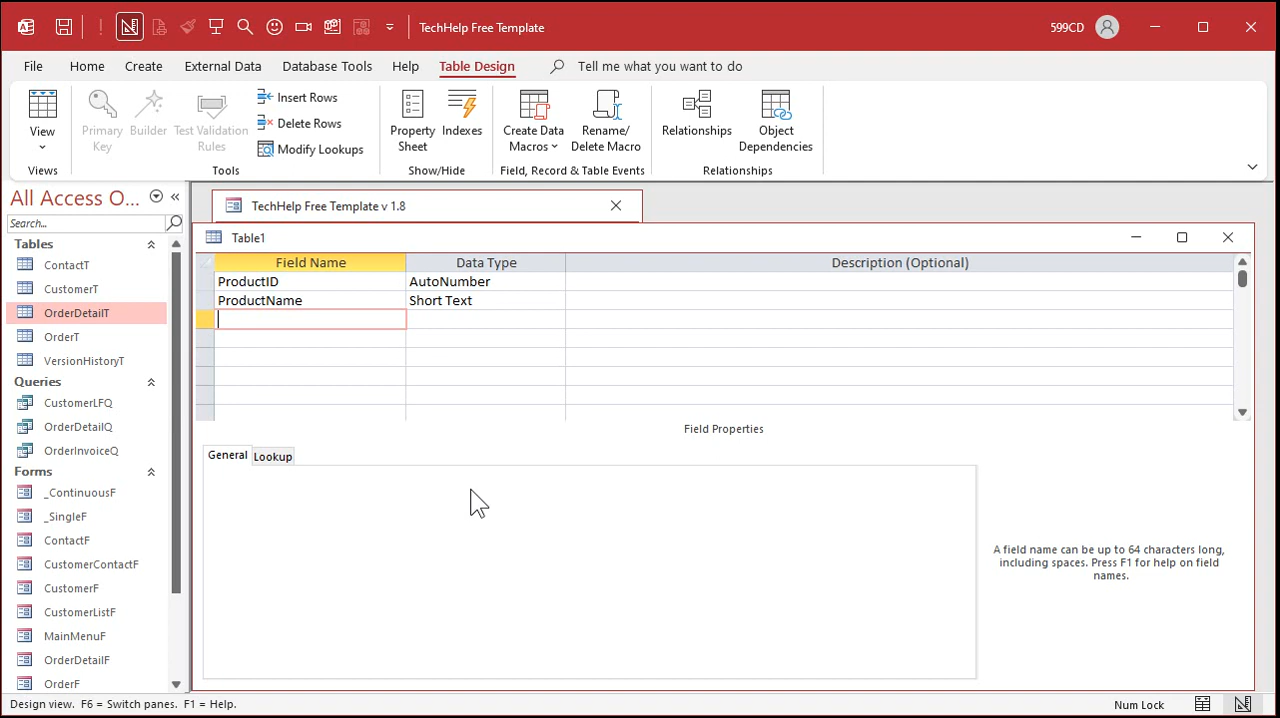 TechHelp Free Template
599CD
File Home Create External Data Database Tools Help Table Design Tell me what you want to do
View
Primary Key
Builder
Test Validation Rules
Insert Rows
Delete Rows
Modify Lookups
Property Sheet
Indexes
Create Data Macros
Rename/ Delete Macro
Relationships
Object Dependencies
Views
Tools
Show/Hide
Field, Record & Table Events
Relationships
All Access O...
Search...
Tables
ContactT
CustomerT
OrderDetailT
OrderT
VersionHistoryT
Queries
CustomerLFQ
OrderDetailQ
OrderInvoiceQ
Forms
_ContinuousF
_SingleF
ContactF
CustomerContactF
CustomerF
CustomerListF
MainMenuF
OrderDetailF
OrderF
TechHelp Free Template v 1.8
Table1
Field Name Data Type Description (Optional)
ProductID AutoNumber
ProductName Short Text
Field Properties
General Lookup
A field name can be up to 64 characters long,
including spaces. Press F1 for help on field
names.
Design view. F6 = Switch panes. F1 = Help.
Num Lock